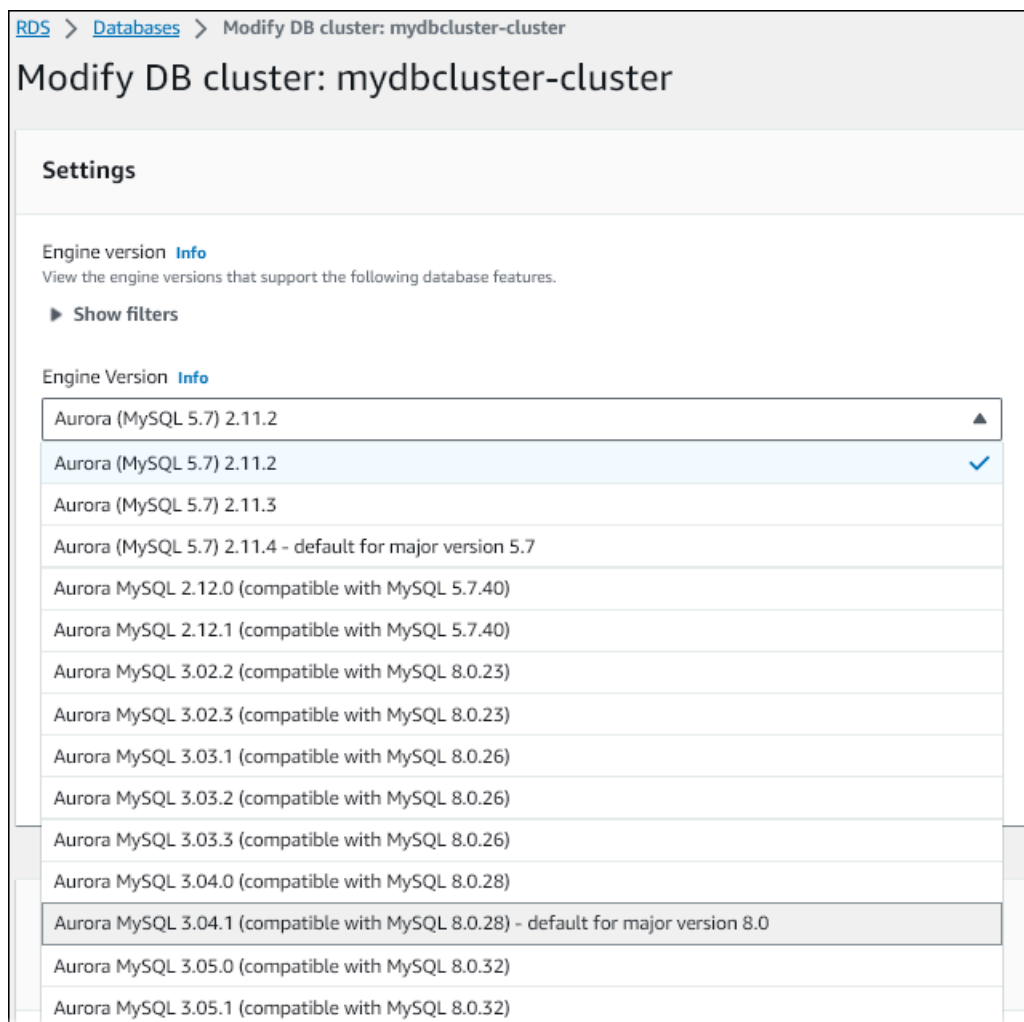 RDS > Databases > Modify DB cluster: mydbcluster-cluster
Modify DB cluster: mydbcluster-cluster
Settings
Engine version Info
View the engine versions that support the following database features.
Show filters
Engine Version Info
Aurora (MySQL 5.7) 2.11.2
Aurora (MySQL 5.7) 2.11.2
Aurora (MySQL 5.7) 2.11.3
Aurora (MySQL 5.7) 2.11.4 - default for major version 5.7
Aurora MySQL 2.12.0 (compatible with MySQL 5.7.40)
Aurora MySQL 2.12.1 (compatible with MySQL 5.7.40)
Aurora MySQL 3.02.2 (compatible with MySQL 8.0.23)
Aurora MySQL 3.02.3 (compatible with MySQL 8.0.23)
Aurora MySQL 3.03.1 (compatible with MySQL 8.0.26)
Aurora MySQL 3.03.2 (compatible with MySQL 8.0.26)
Aurora MySQL 3.03.3 (compatible with MySQL 8.0.26)
Aurora MySQL 3.04.0 (compatible with MySQL 8.0.28)
Aurora MySQL 3.04.1 (compatible with MySQL 8.0.28) - default for major version 8.0
Aurora MySQL 3.05.0 (compatible with MySQL 8.0.32)
Aurora MySQL 3.05.1 (compatible with MySQL 8.0.32)